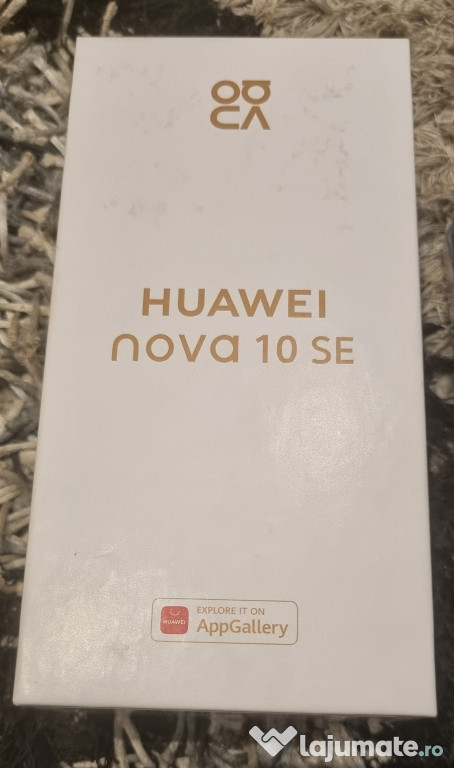 HUAWEI
nova 10 SE
EXPLORE IT ON
HUAWEI
AppGallery
lajumate.ro